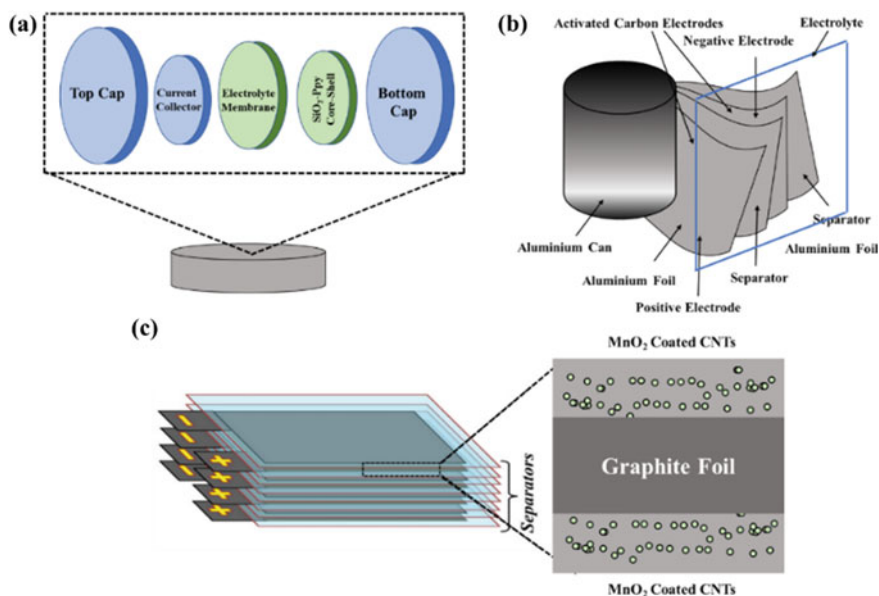 (a)
Top Cap
Current
Collector
Electrolyte
Membrane
SiO2-Ppy
Core-Shell
Bottom
Cap
(b)
Activated Carbon Electrodes
Negative Electrode
Electrolyte
Separator
Aluminium Can
Aluminium Foil
Aluminium Foil
Separator
Positive Electrode
(c)
MnO2 Coated CNTs
-
-
-
-
+
+
+
+
Separators
Graphite Foil
MnO2 Coated CNTs